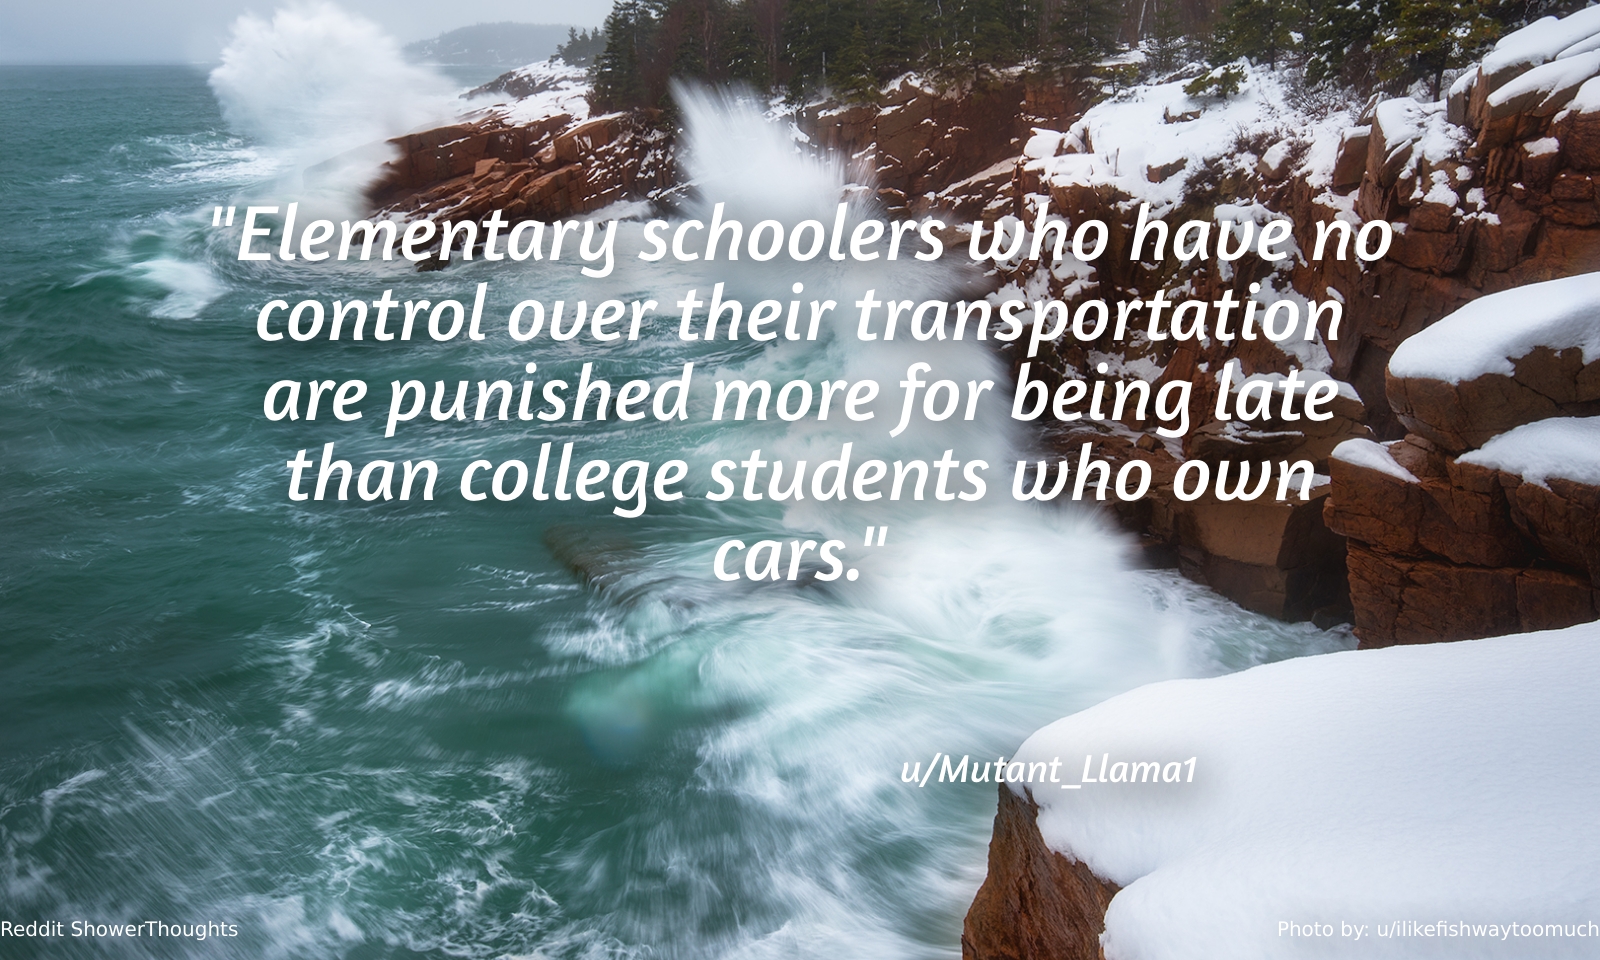 "Elementary schoolers who have no
control over their transportation
are punished more for being late
than college students who own
cars."
u/Mutant_Llama1
Reddit ShowerThoughts
Photo by: u/ilikefishwaytoomuch